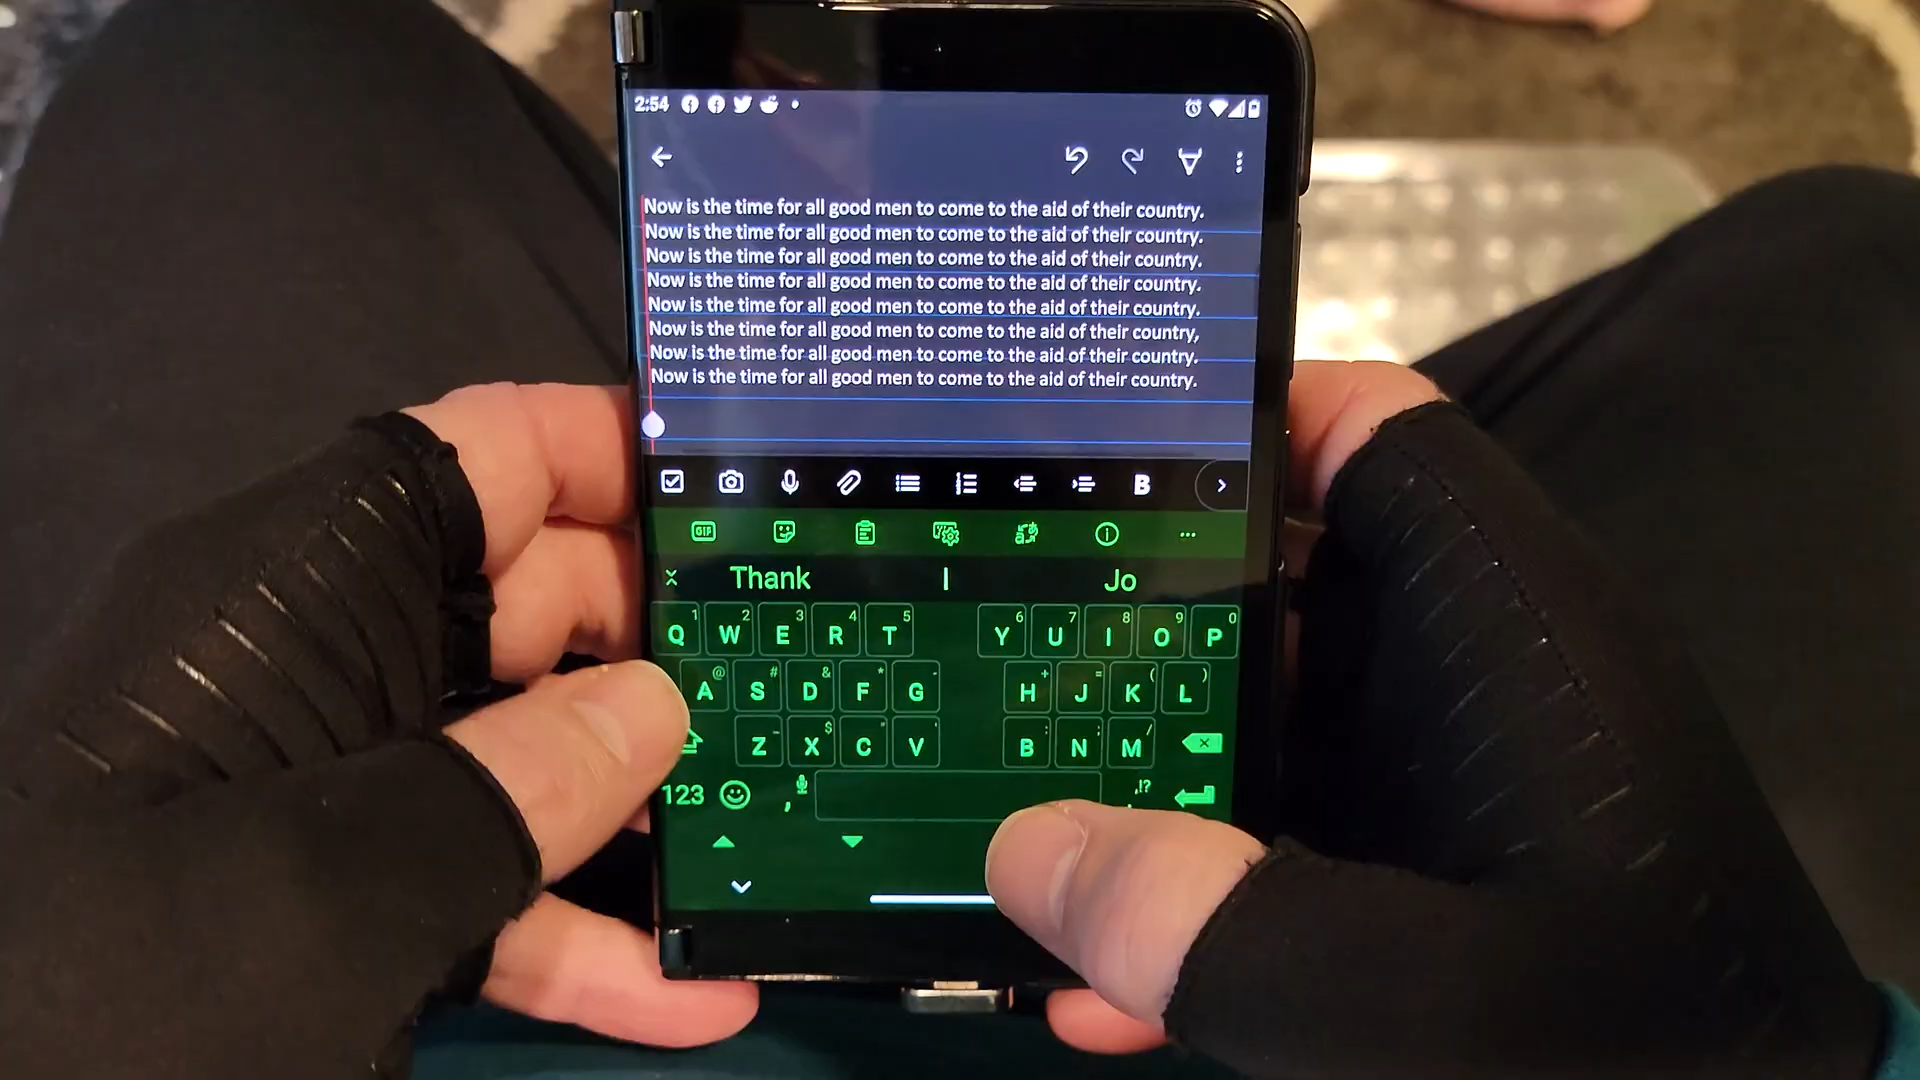 2:54
Now is the time for all good men to come to the aid of their country.
Now is the time for all good men to come to the aid of their country.
Now is the time for all good men to come to the aid of their country.
Now is the time for all good men to come to the aid of their country.
Now is the time for all good men to come to the aid of their country.
Now is the time for all good men to come to the aid of their country,
Now is the time for all good men to come to the aid of their country.
Now is the time for all good men to come to the aid of their country.
B
GIF
Thank I Jo
1 2 3 4 5 6 7 8 9 0
Q W E R T Y U I O P
@ # & * - + = ( )
A S D F G H J K L
Z X C V B N M
123 , .